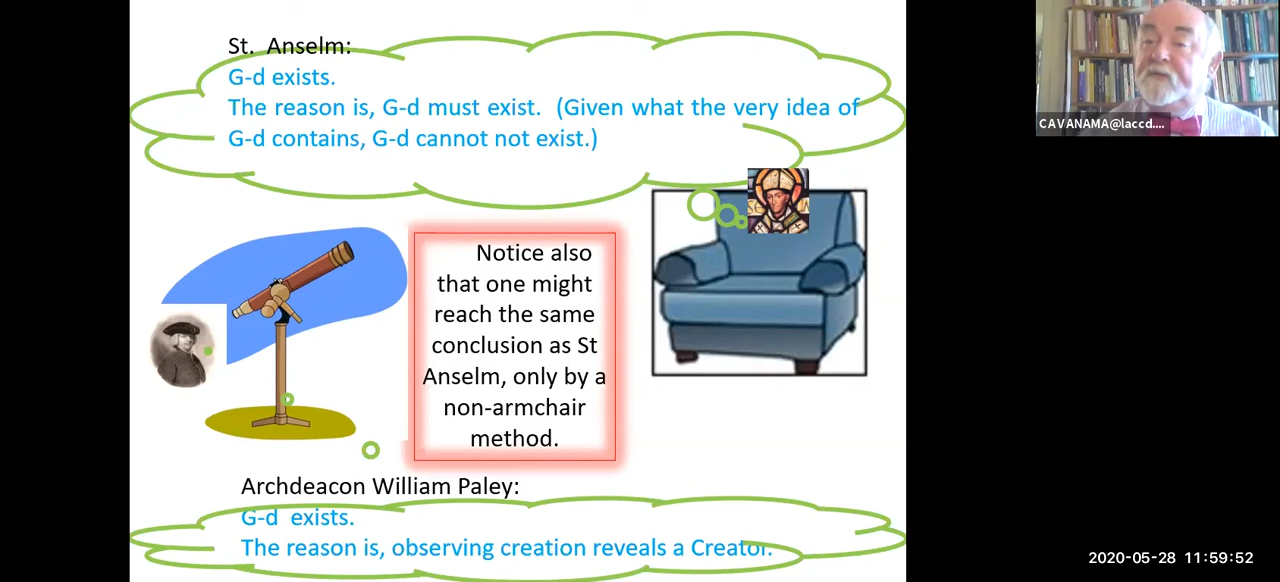 St. Anselm:
G-d exists.
The reason is, G-d must exist. (Given what the very idea of
G-d contains, G-d cannot not exist.)
CAVANAMA@laccd....
Notice also
that one might
reach the same
conclusion as St
Anselm, only by a
non-armchair
method.
Archdeacon William Paley:
G-d exists.
The reason is, observing creation reveals a Creator.
2020-05-28 11:59:52